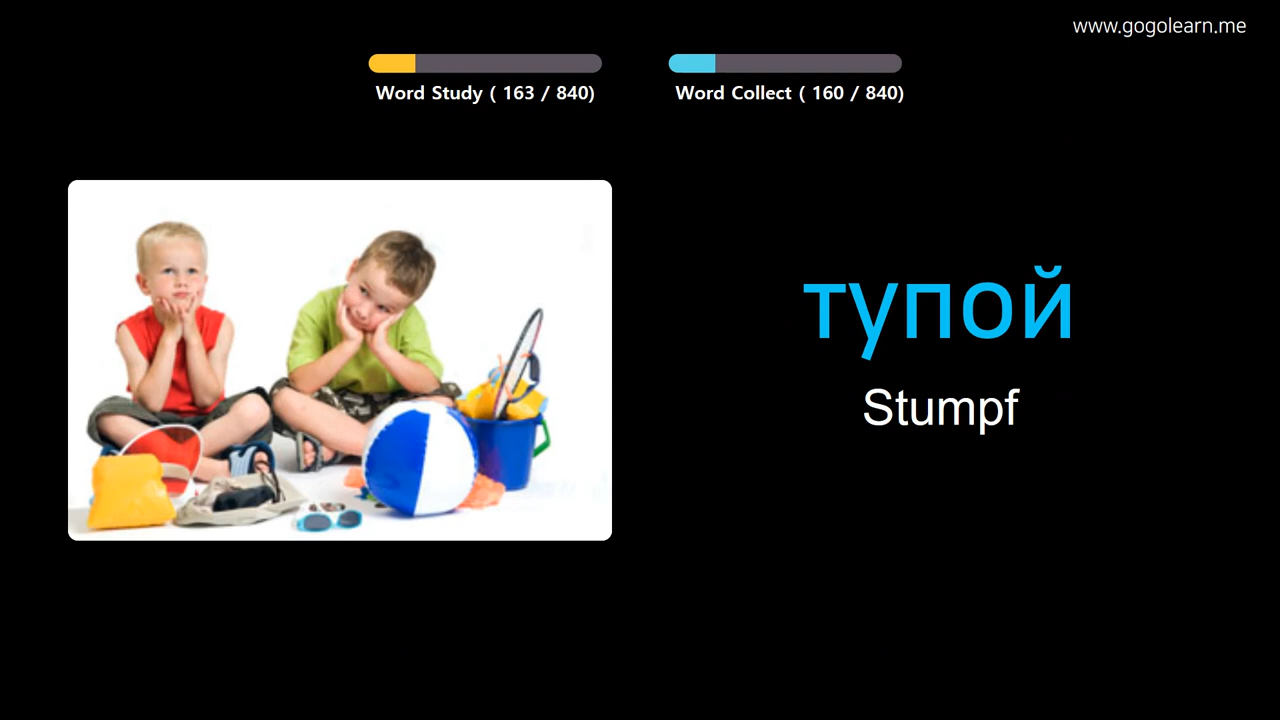 www.gogolearn.me
Word Study ( 163 / 840)
Word Collect ( 160 / 840)
тупой
Stumpf